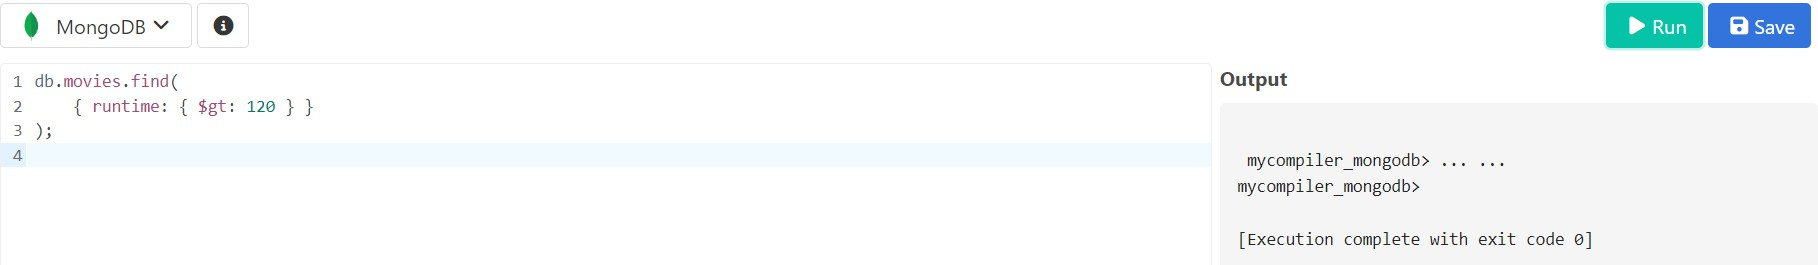 MongoDB
Run
Save
1 db.movies.find(
2     { runtime: { $gt: 120 } }
3 );
4
Output
mycompiler_mongodb> ... ...
mycompiler_mongodb>
[Execution complete with exit code 0]